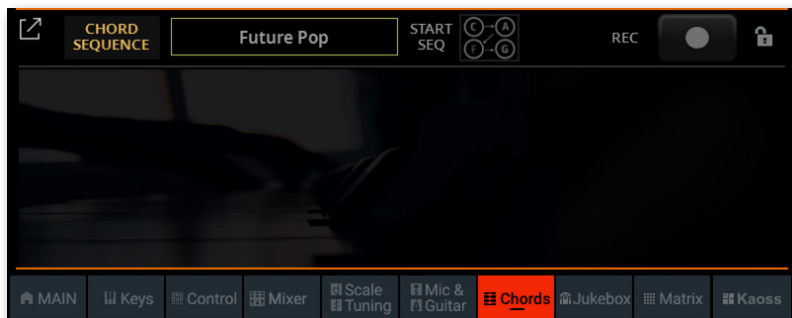 CHORD
SEQUENCE
Future Pop
START
SEQ
C
A
F
G
REC
MAIN
Keys
Control
Mixer
Scale
Tuning
Mic &
Guitar
Chords
Jukebox
Matrix
Kaoss